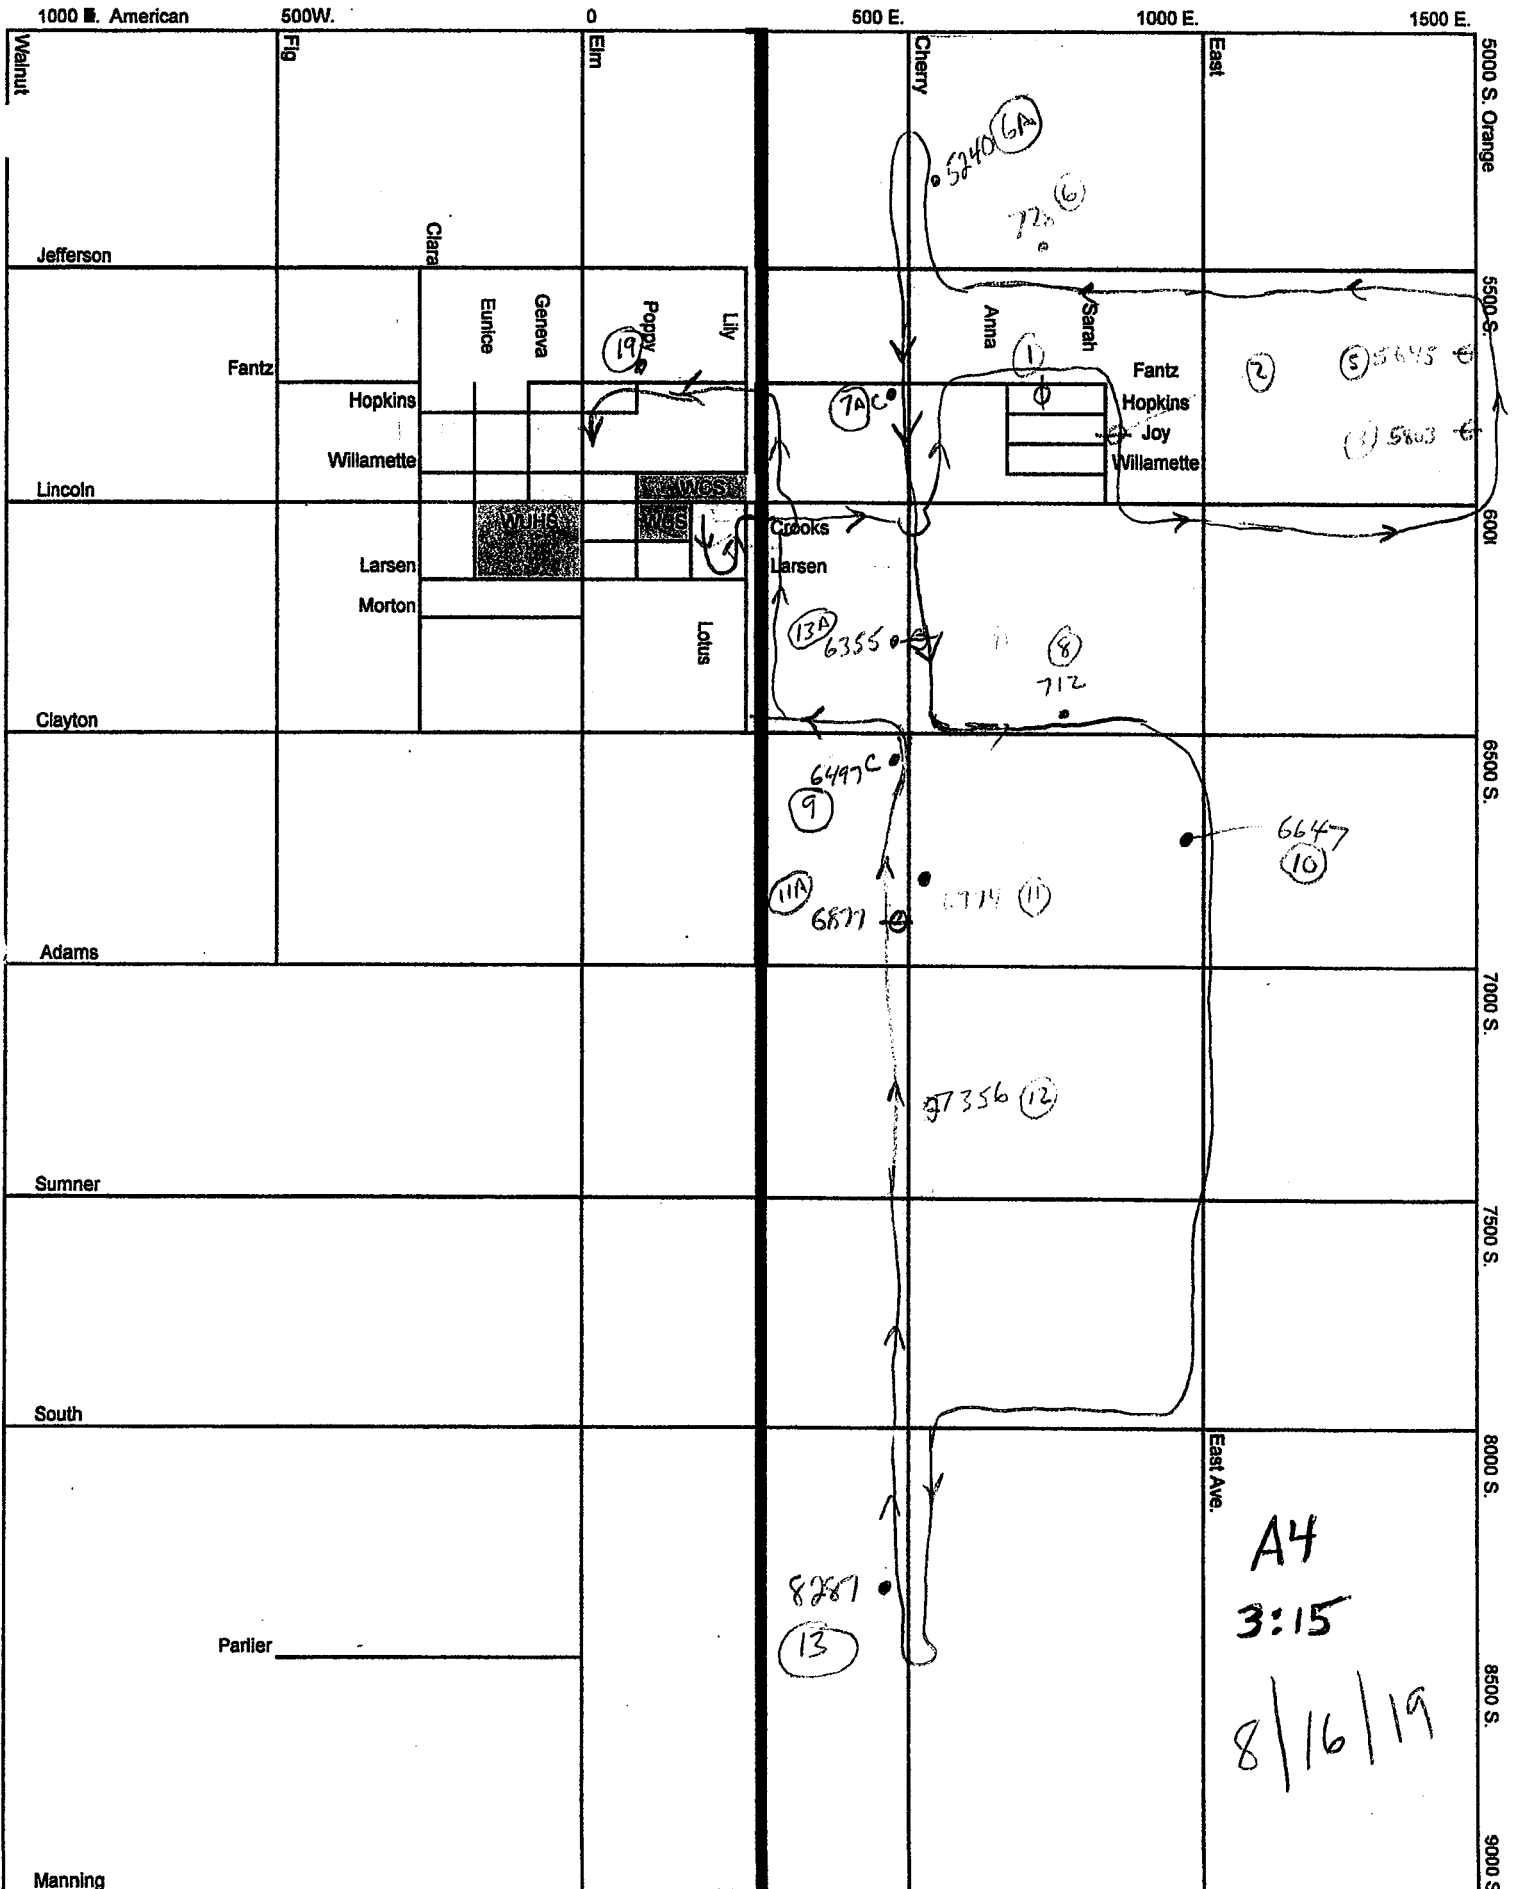 1000 E. American 500W. 0 500 E. 1000 E. 1500 E.
Walnut
Fig
Elm
Cherry
East
5000 S. Orange
5240 6A
720 6
Jefferson
Clara
5500 S.
Eunice
Geneva
Poppy
Lily
Anna
Sarah
19
1
2
5 5645
Fantz
Fantz
Hopkins
7A C
Hopkins
Joy
5803
Willamette
Willamette
Lincoln
WCS
WUHS
WCS
Crooks
Larsen
Larsen
Morton
Lotus
13A
6355
8
712
Clayton
6500 S.
6497 C
9
6647
10
11A
6877
11
Adams
7000 S.
7356 12
Sumner
7500 S.
South
East Ave.
8000 S.
A4
3:15
8287
13
Parlier
8500 S.
8/16/19
Manning
9000 S